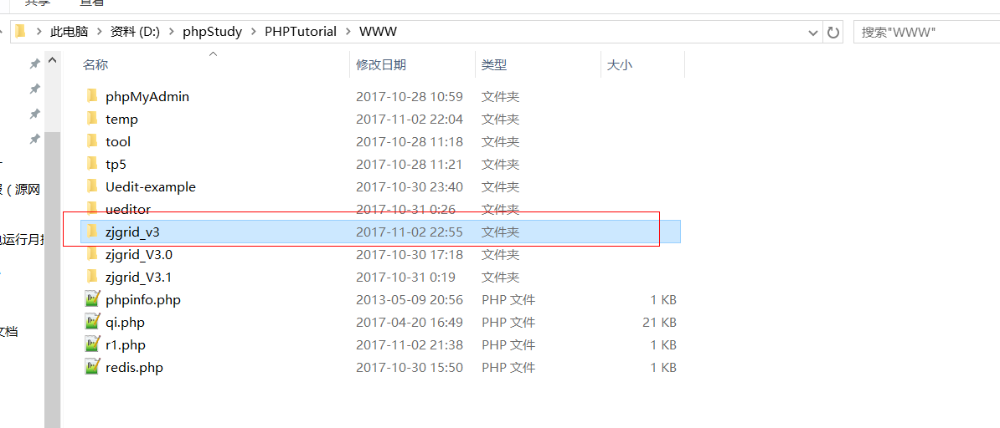 共享 查看
此电脑 > 资料 (D:) > phpStudy > PHPTutorial > WWW 搜索"WWW"
名称 修改日期 类型 大小
phpMyAdmin 2017-10-28 10:59 文件夹
temp 2017-11-02 22:04 文件夹
tool 2017-10-28 11:18 文件夹
tp5 2017-10-28 11:21 文件夹
Uedit-example 2017-10-30 23:40 文件夹
(源网
ueditor 2017-10-31 0:26 文件夹
zjgrid_v3 2017-11-02 22:55 文件夹
运行月
zjgrid_V3.0 2017-10-30 17:18 文件夹
zjgrid_V3.1 2017-10-31 0:19 文件夹
phpinfo.php 2013-05-09 20:56 PHP 文件 1 KB
qi.php 2017-04-20 16:49 PHP 文件 21 KB
文档
r1.php 2017-11-02 21:38 PHP 文件 1 KB
redis.php 2017-10-30 15:50 PHP 文件 1 KB